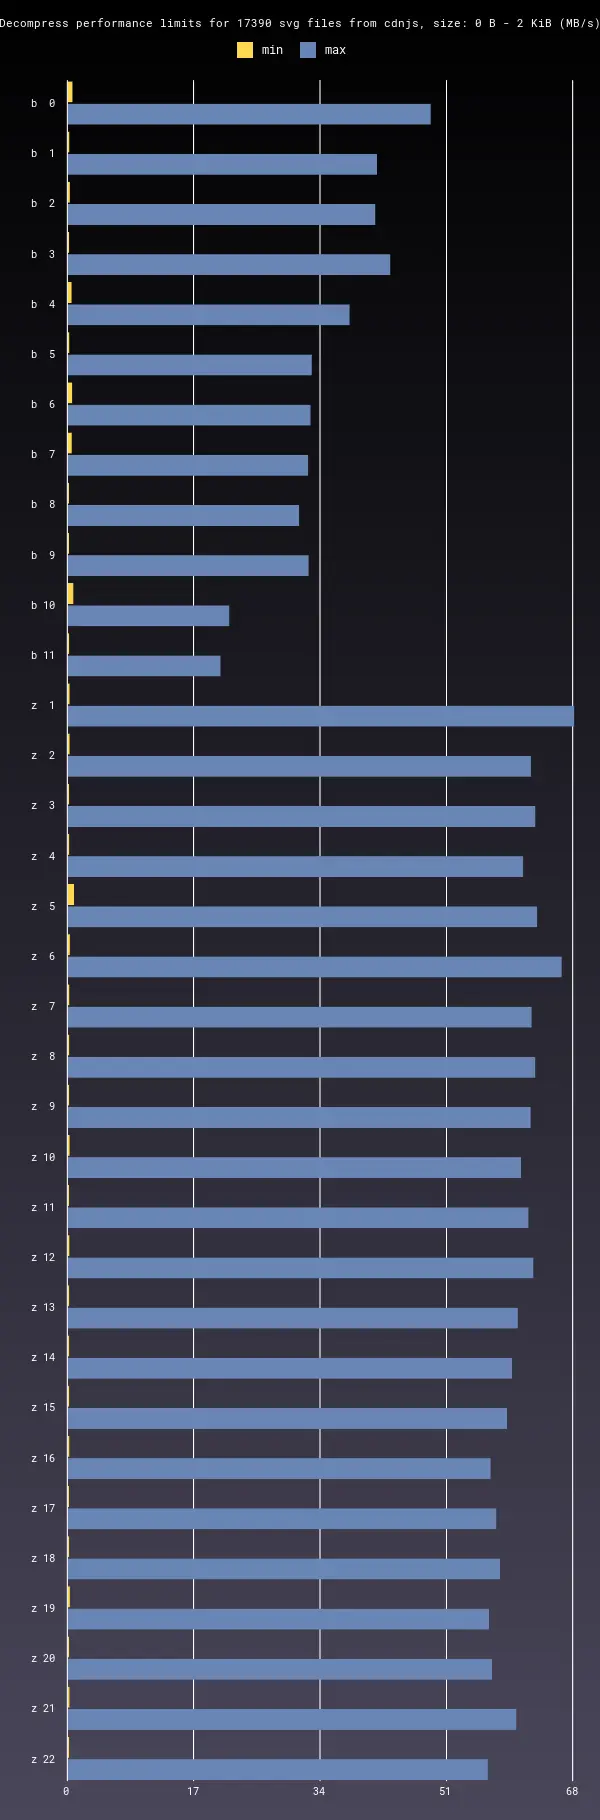 Decompress performance limits for 17390 svg files from cdnjs, size: 0 B - 2 KiB (MB/s)
min max
b 0
b 1
b 2
b 3
b 4
b 5
b 6
b 7
b 8
b 9
b 10
b 11
z 1
z 2
z 3
z 4
z 5
z 6
z 7
z 8
z 9
z 10
z 11
z 12
z 13
z 14
z 15
z 16
z 17
z 18
z 19
z 20
z 21
z 22
0 17 34 51 68